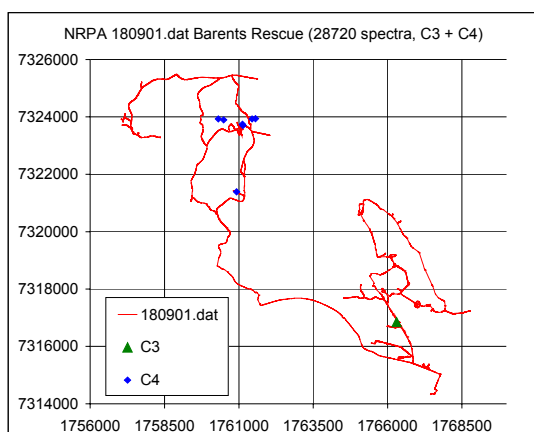 NRPA 180901.dat Barents Rescue (28720 spectra, C3 + C4)
7326000
7324000
7322000
7320000
7318000
7316000
7314000
180901.dat
C3
C4
1756000 1758500 1761000 1763500 1766000 1768500